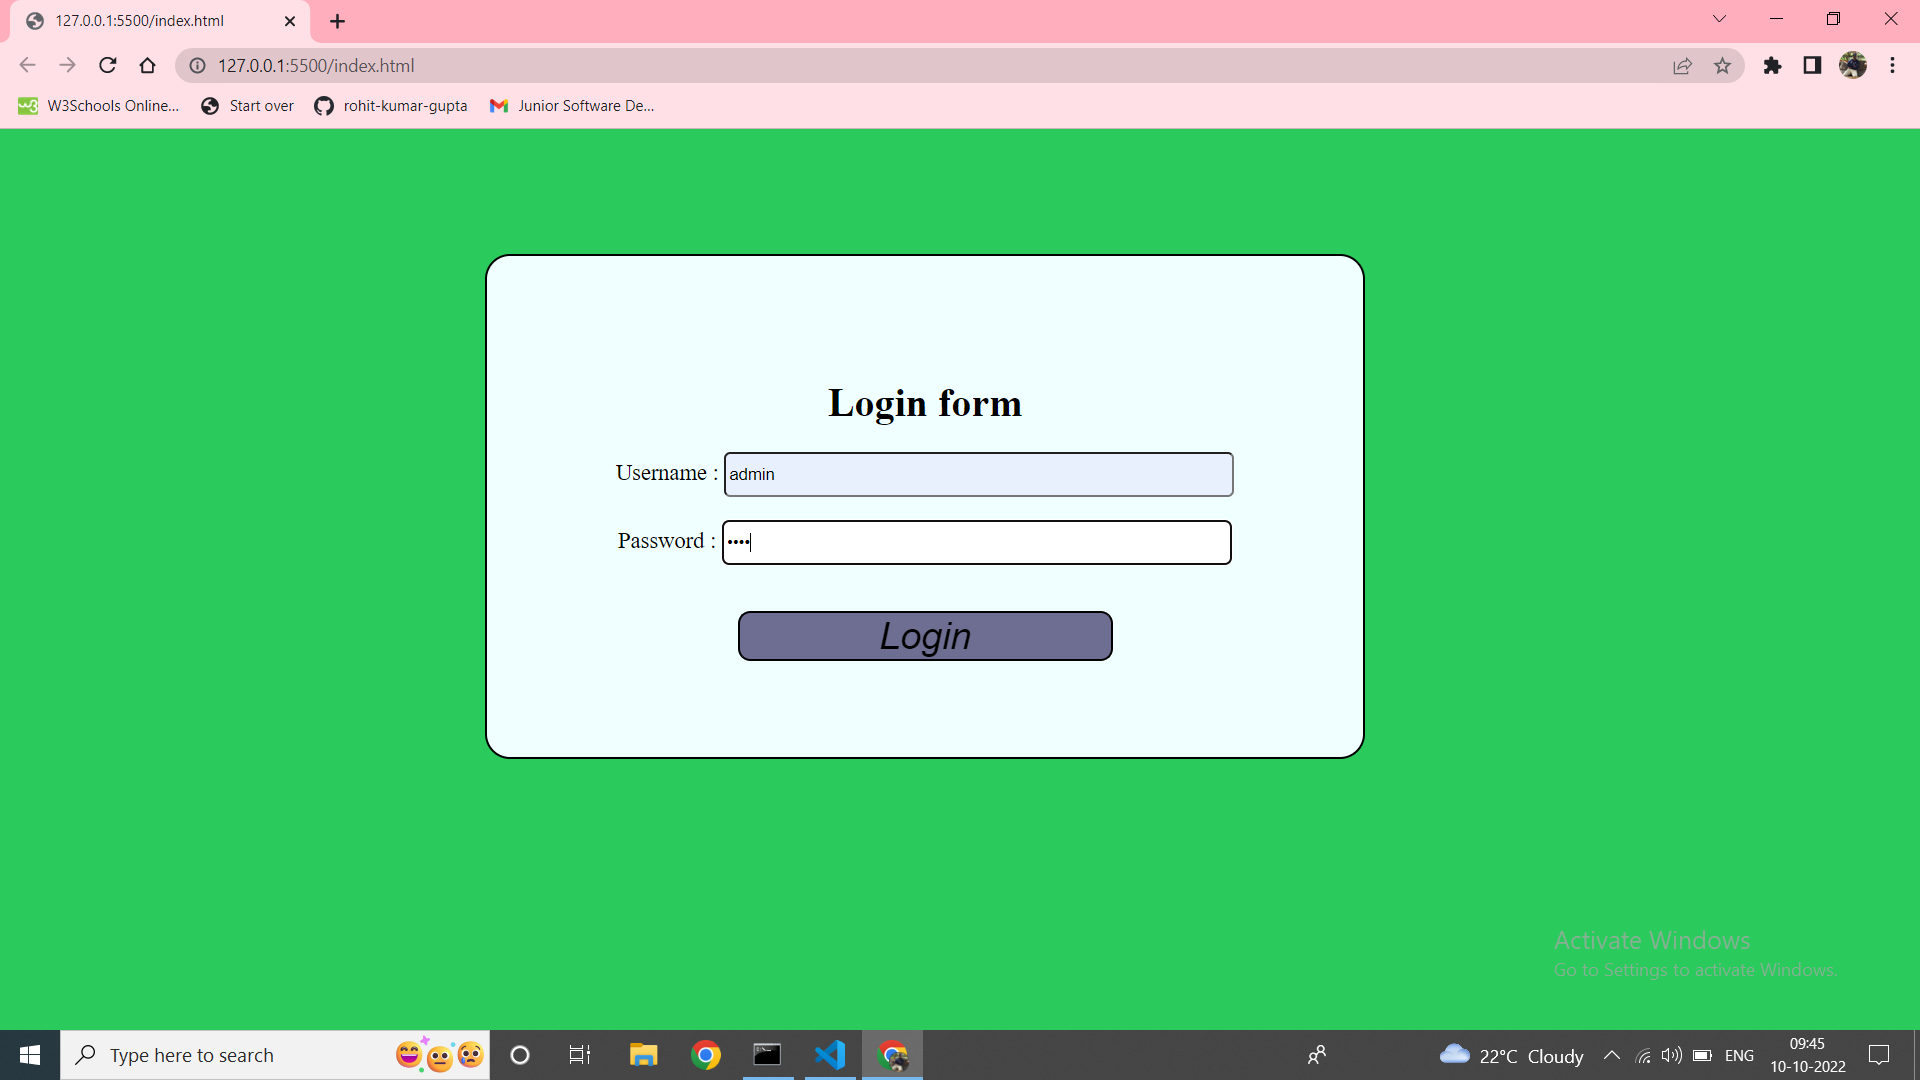 127.0.0.1:5500/index.html
127.0.0.1:5500/index.html
W3Schools Online...
Start over
rohit-kumar-gupta
Junior Software De...
Login form
Username :
admin
Password :
••••
Login
Activate Windows
Go to Settings to activate Windows.
Type here to search
22°C Cloudy
ENG
09:45
10-10-2022